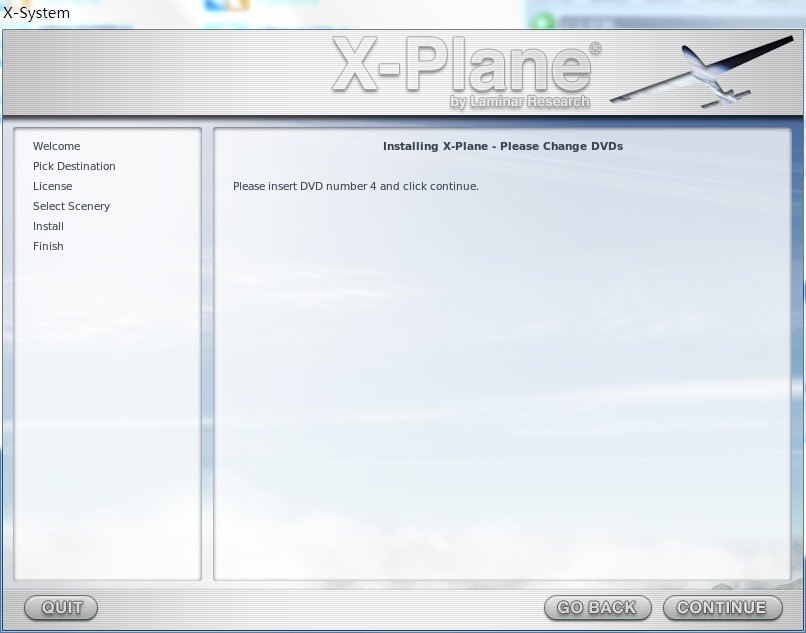 X-System
X-Plane®
by Laminar Research
Welcome
Pick Destination
License
Select Scenery
Install
Finish
Installing X-Plane - Please Change DVDs
Please insert DVD number 4 and click continue.
QUIT
GO BACK
CONTINUE